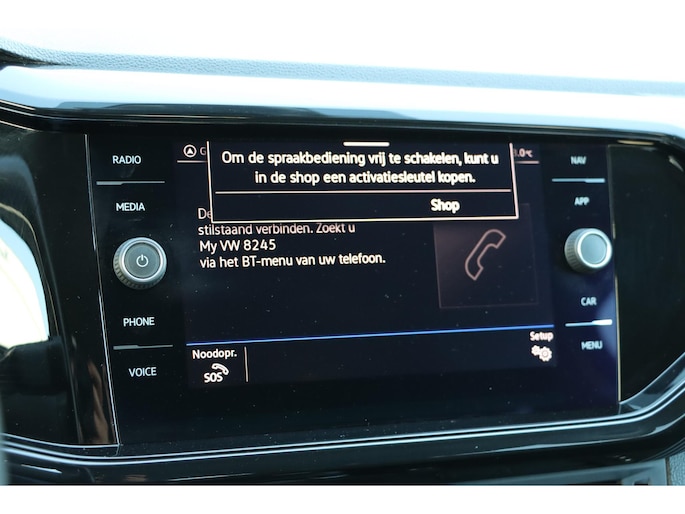 RADIO
MEDIA
PHONE
VOICE
Om de spraakbediening vrij te schakelen, kunt u
in de shop een activatiesleutel kopen.
Shop
stilstaand verbinden. Zoekt u
My VW 8245
via het BT-menu van uw telefoon.
Noodopr.
SOS
Setup
NAV
APP
CAR
MENU